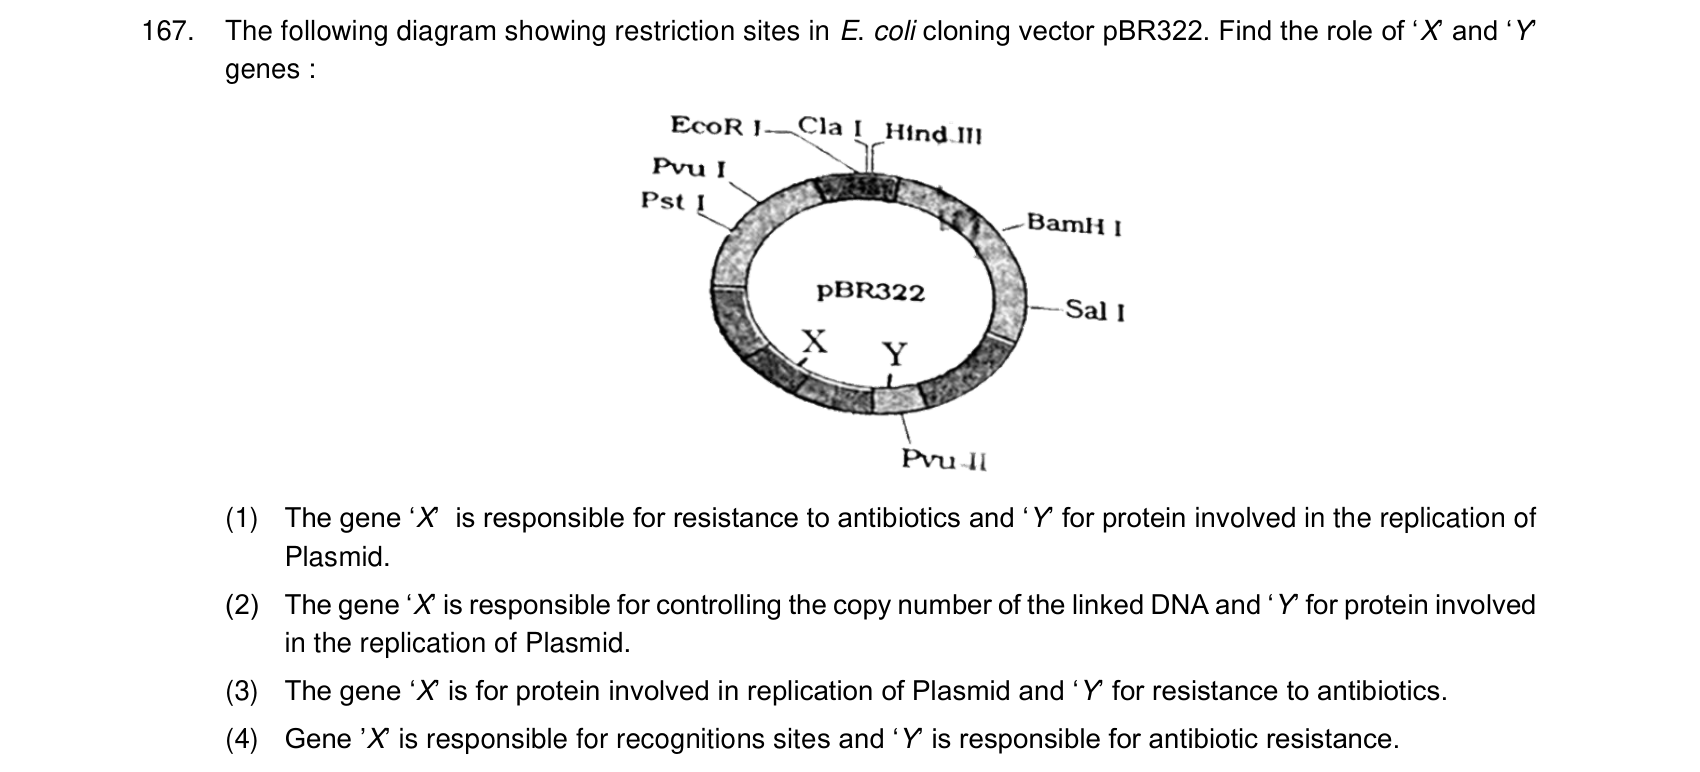 167. The following diagram showing restriction sites in E. coli cloning vector pBR322. Find the role of ‘X’ and ‘Y’
genes :
EcoR I Cla I Hind III
Pvu I
Pst I
BamH I
pBR322
Sal I
X Y
Pvu II
(1) The gene ‘X’ is responsible for resistance to antibiotics and ‘Y’ for protein involved in the replication of
Plasmid.
(2) The gene ‘X’ is responsible for controlling the copy number of the linked DNA and ‘Y’ for protein involved
in the replication of Plasmid.
(3) The gene ‘X’ is for protein involved in replication of Plasmid and ‘Y’ for resistance to antibiotics.
(4) Gene ’X’ is responsible for recognitions sites and ‘Y’ is responsible for antibiotic resistance.